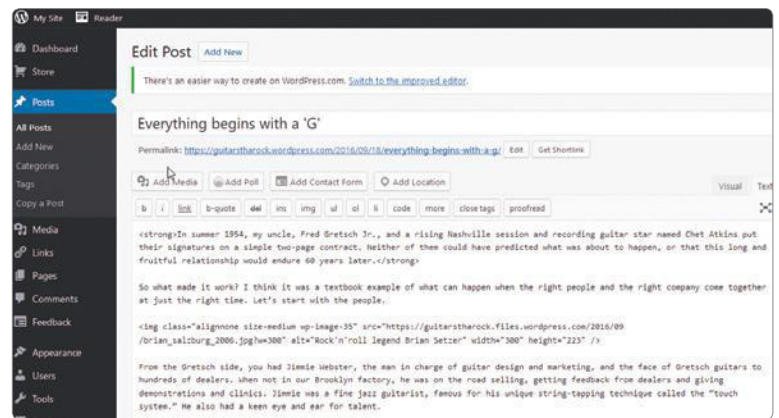 My Site Reader
Dashboard
Store
Posts
All Posts
Add New
Categories
Tags
Copy a Post
Media
Links
Pages
Comments
Feedback
Appearance
Users
Tools
Edit Post Add New
There's an easier way to create on WordPress.com. Switch to the improved editor.
Everything begins with a 'G'
Permalink: https://guitarstharock.wordpress.com/2016/09/18/everything-begins-with-a-g/ Edit Get Shortlink
Add Media Add Poll Add Contact Form Add Location
Visual Text
b i link b-quote del ins img ul ol li code more close tags proofread
<strong>In summer 1954, my uncle, Fred Gretsch Jr., and a rising Nashville session and recording guitar star named Chet Atkins put
their signatures on a simple two-page contract. Neither of them could have predicted what was about to happen, or that this long and
fruitful relationship would endure 60 years later.</strong>
So what made it work? I think it was a textbook example of what can happen when the right people and the right company come together
at just the right time. Let's start with the people.
<img class="alignnone size-medium wp-image-35" src="https://guitarstharock.files.wordpress.com/2016/09
/brian_salzburg_2006.jpg?w=300" alt="Rock'n'roll legend Brian Setzer" width="300" height="223" />
From the Gretsch side, you had Jimmie Webster, the man in charge of guitar design and marketing, and the face of Gretsch guitars to
hundreds of dealers. When not in our Brooklyn factory, he was on the road selling, getting feedback from dealers and giving
demonstrations and clinics. Jimmie was a fine jazz guitarist, famous for his unique string-tapping technique called the "touch
system." He also had a keen eye and ear for talent.